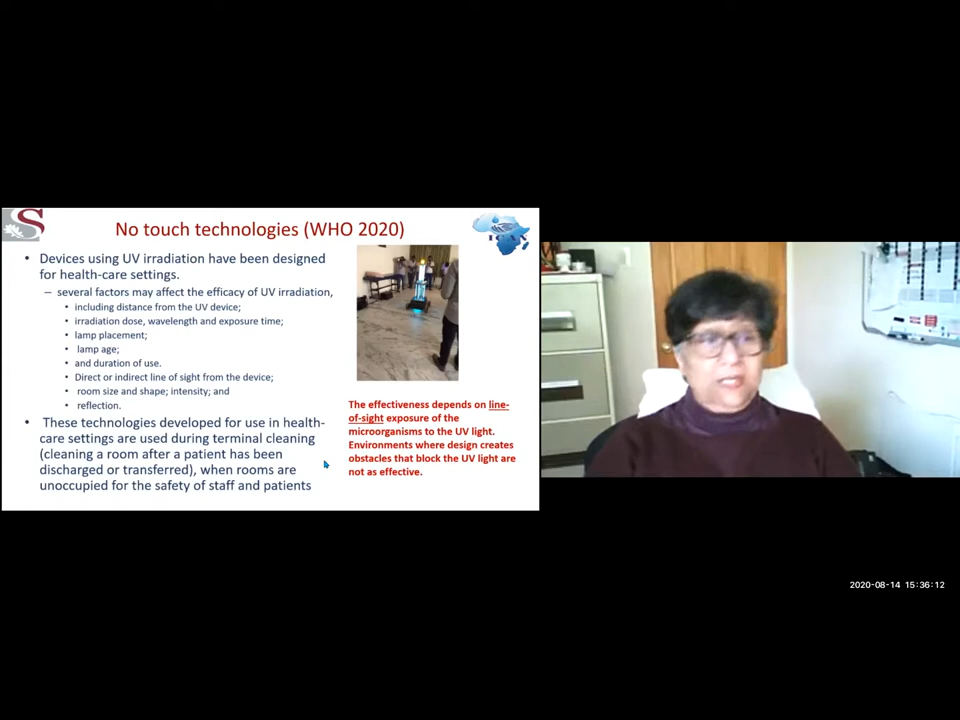 No touch technologies (WHO 2020)
ICAN
• Devices using UV irradiation have been designed
for health-care settings.
– several factors may affect the efficacy of UV irradiation,
• including distance from the UV device;
• irradiation dose, wavelength and exposure time;
• lamp placement;
• lamp age;
• and duration of use.
• Direct or indirect line of sight from the device;
• room size and shape; intensity; and
• reflection.
• These technologies developed for use in health-
care settings are used during terminal cleaning
(cleaning a room after a patient has been
discharged or transferred), when rooms are
unoccupied for the safety of staff and patients
The effectiveness depends on line-
of-sight exposure of the
microorganisms to the UV light.
Environments where design creates
obstacles that block the UV light are
not as effective.
2020-08-14 15:36:12